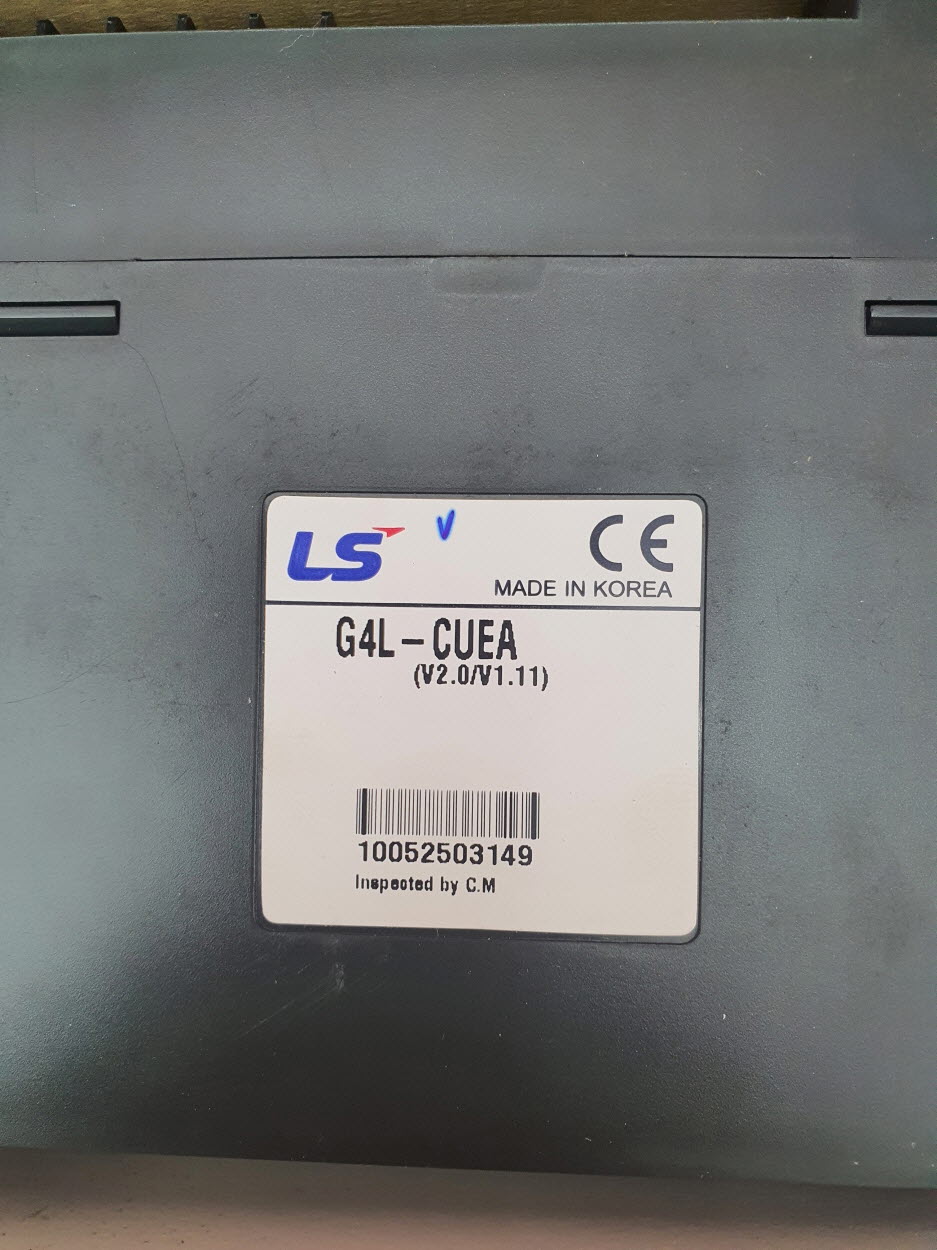 LS
V
CE
MADE IN KOREA
G4L-CUEA
(V2.0/V1.11)
10052503149
Inspected by C.M